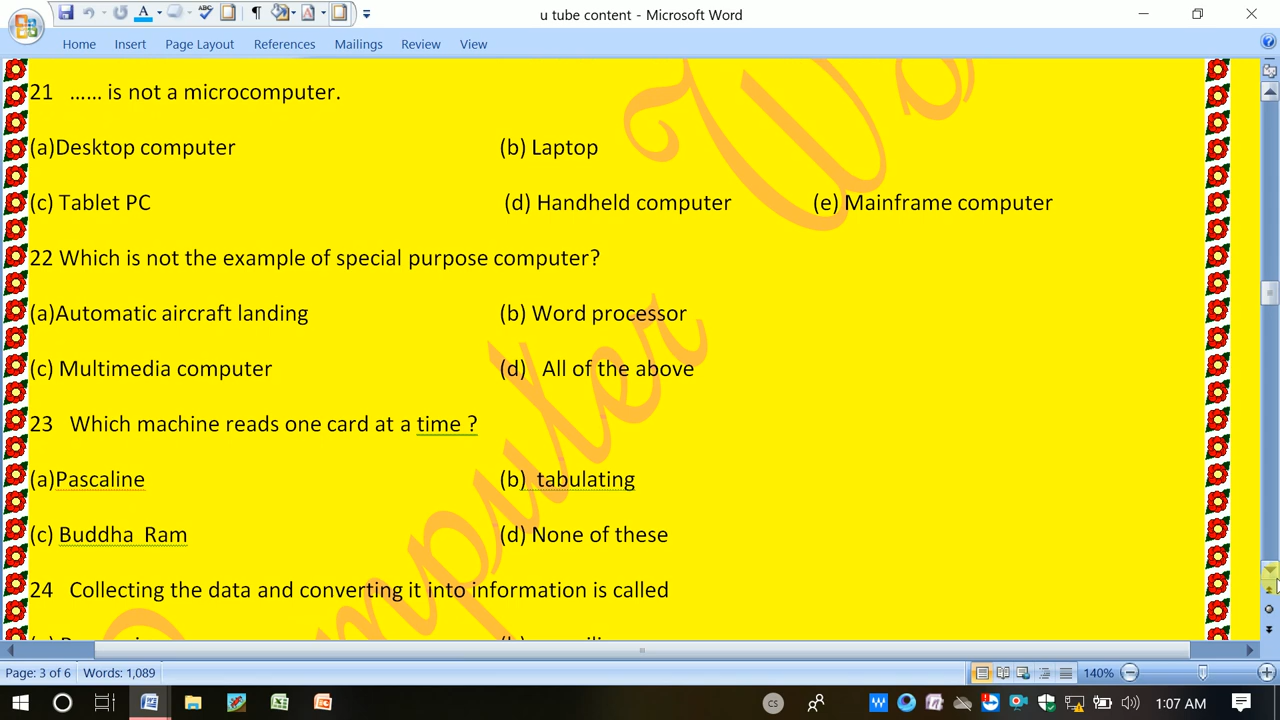 u tube content - Microsoft Word
Home Insert Page Layout References Mailings Review View
21 ...... is not a microcomputer.
(a)Desktop computer (b) Laptop
(c) Tablet PC (d) Handheld computer (e) Mainframe computer
22 Which is not the example of special purpose computer?
(a)Automatic aircraft landing (b) Word processor
(c) Multimedia computer (d) All of the above
23 Which machine reads one card at a time ?
(a)Pascaline (b) tabulating
(c) Buddha Ram (d) None of these
24 Collecting the data and converting it into information is called
Page: 3 of 6 Words: 1,089 140%
1:07 AM